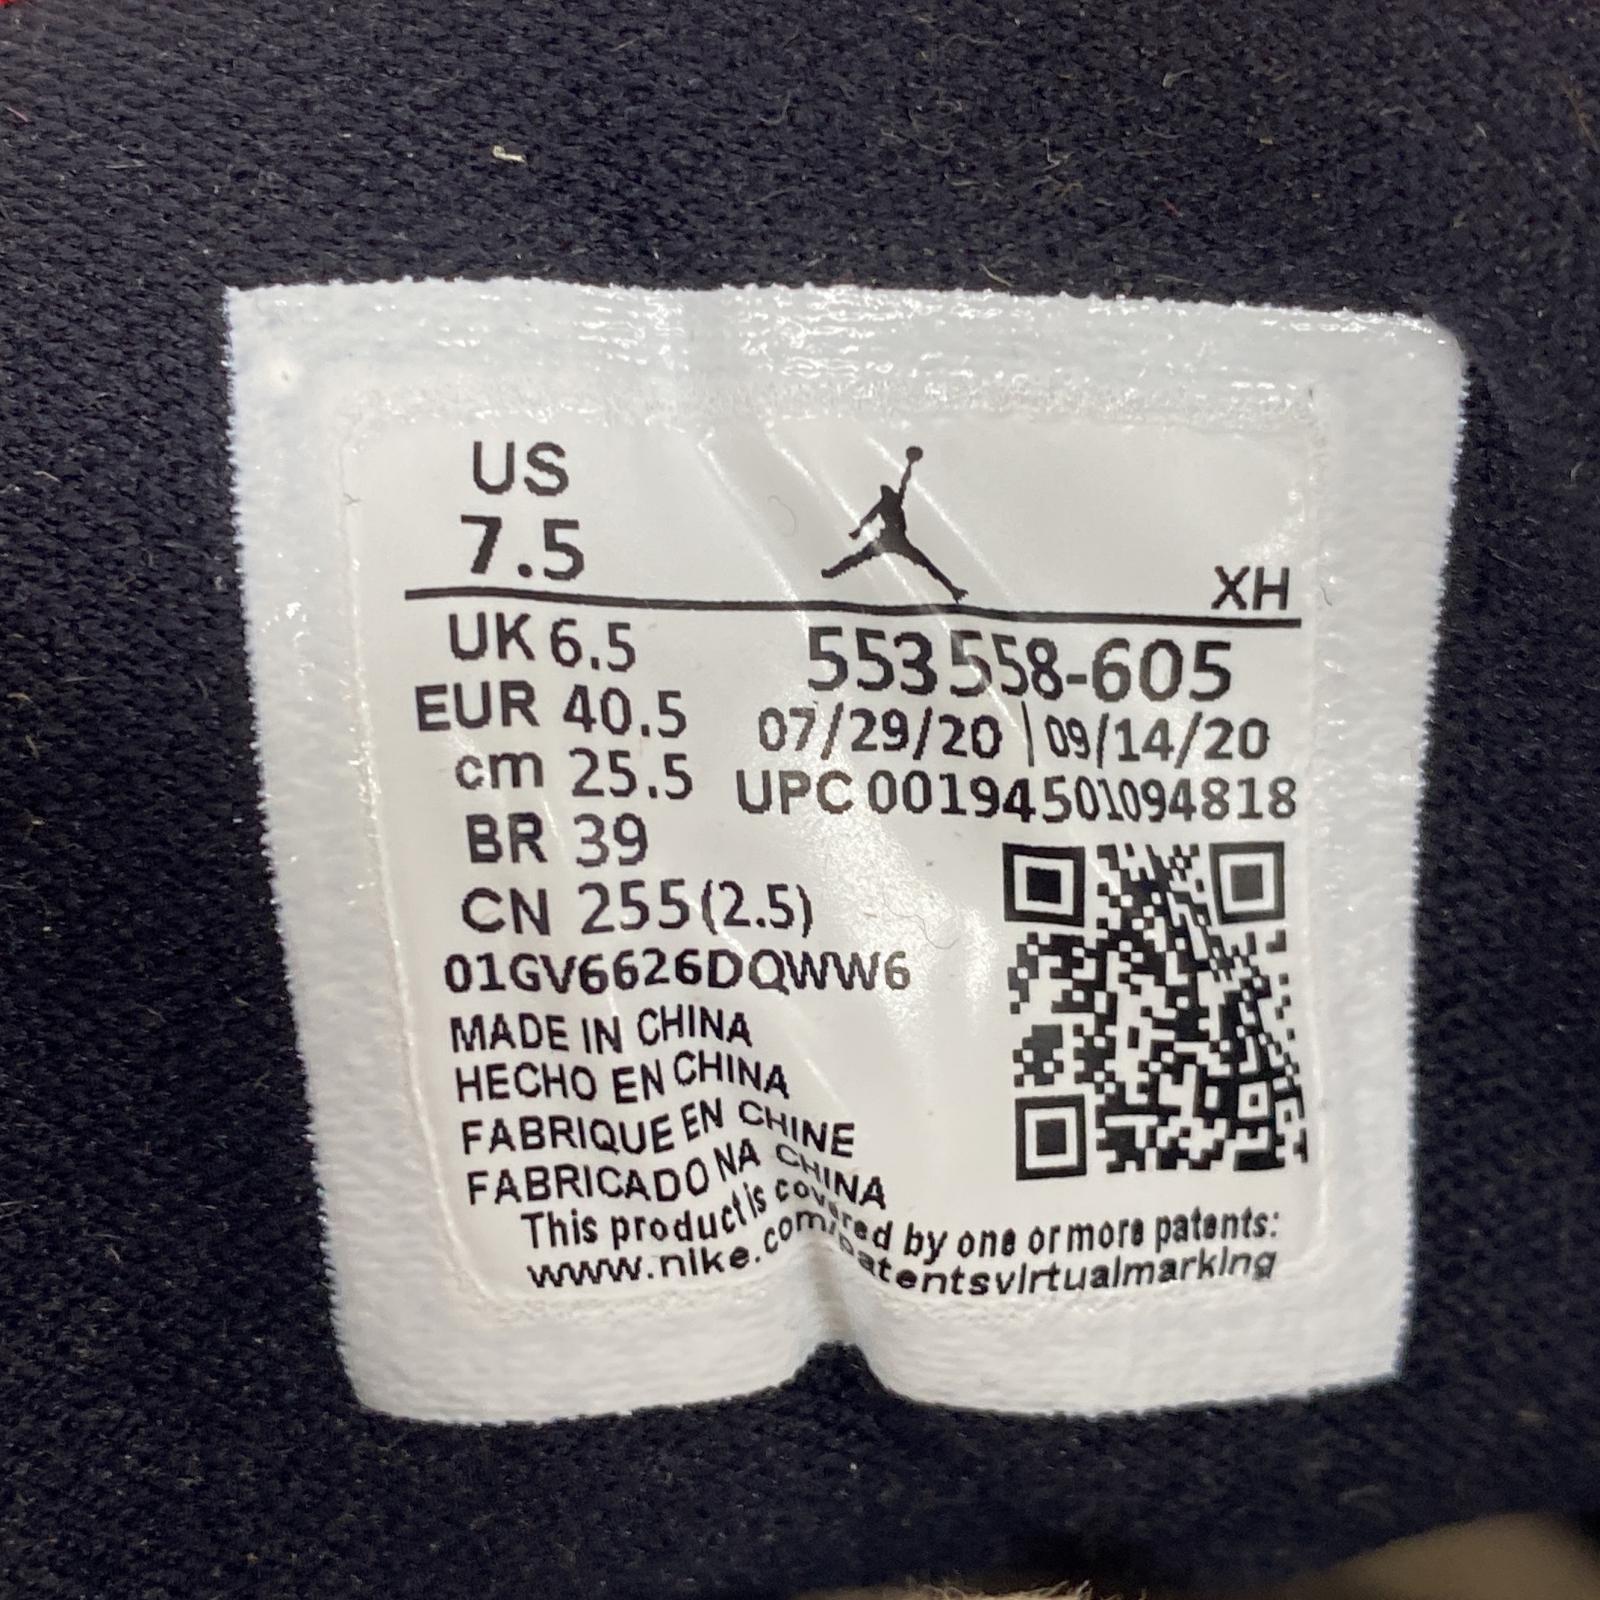 US
7.5
XH
UK 6.5
553558-605
EUR 40.5
07/29/20 | 09/14/20
cm 25.5
UPC 00194501094818
BR 39
CN 255(2.5)
01GV6626DQWW6
MADE IN CHINA
HECHO EN CHINA
FABRIQUE EN CHINE
FABRICADO NA CHINA
This product is covered by one or more patents:
www.nike.com/patentsvirtualmarking